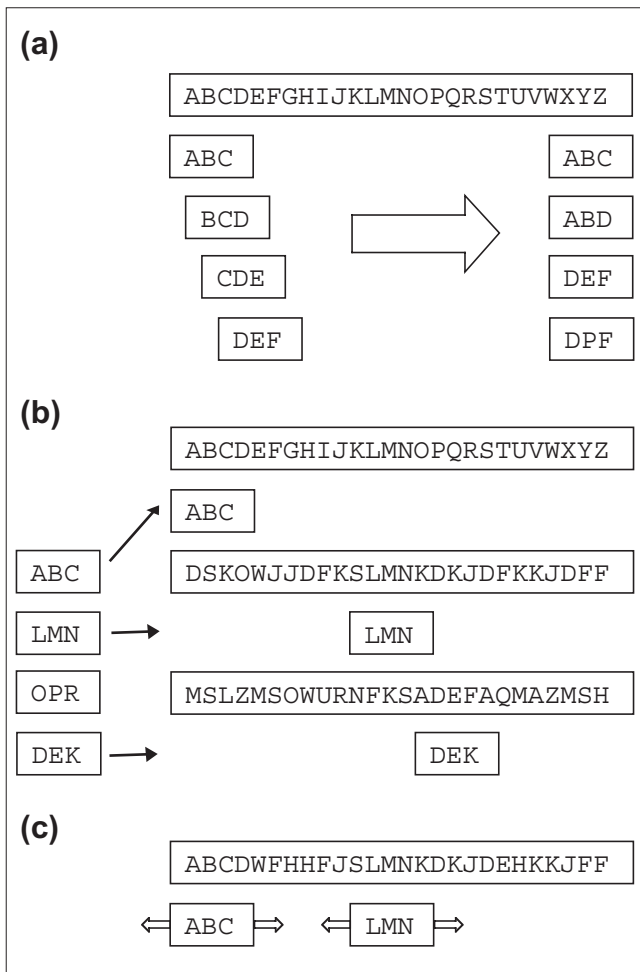 (a)
ABCDEFGHIJKLMNOPQRSTUVWXYZ
ABC ABC
BCD ABD
CDE DEF
DEF DPF
(b)
ABCDEFGHIJKLMNOPQRSTUVWXYZ
ABC
ABC DSKOWJJDFKSLMNKDKJDFKKJDFF
LMN LMN
OPR MSLZMSOWURNFKSADEFAQMAZMSH
DEK DEK
(c)
ABCDWFHHFJSLMNKDKJDEHKKJFF
ABC LMN